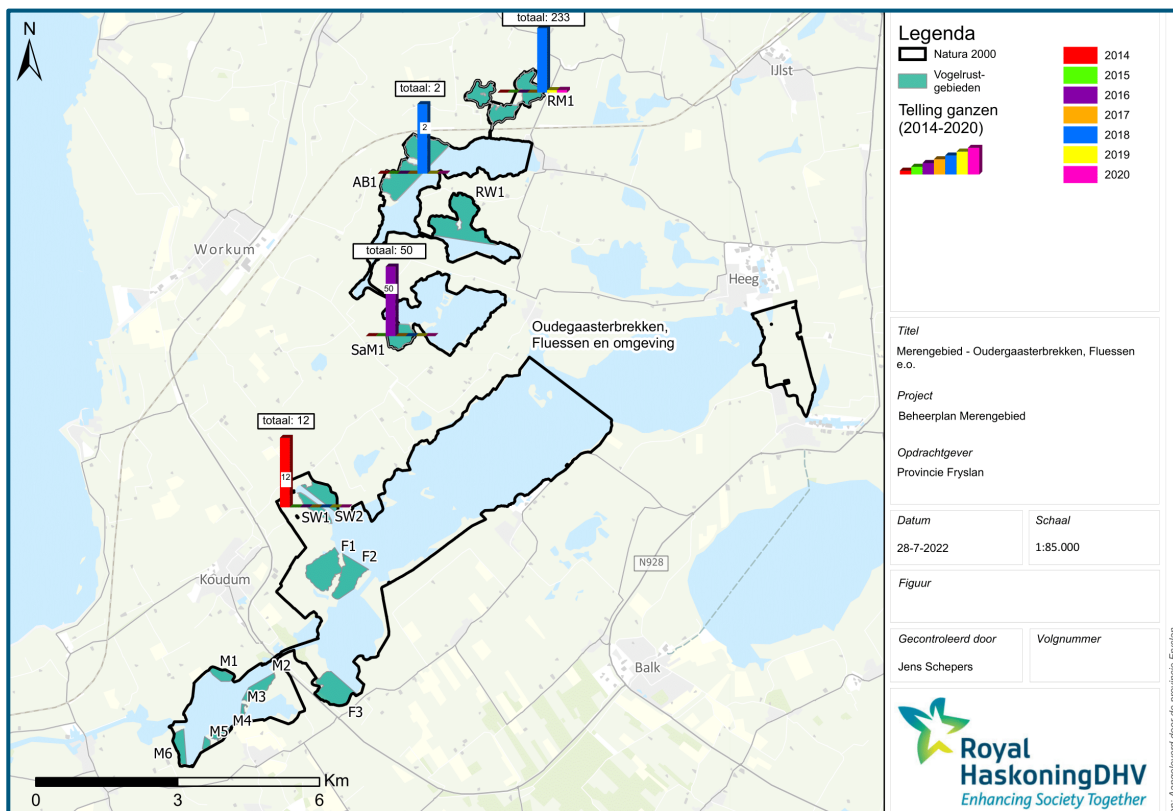 N
totaal: 233
IJlst
RM1
totaal: 2
2
AB1
RW1
Workum
totaal: 50
50
SaM1
Heeg
Oudegaasterbrekken,
Fluessen en omgeving
totaal: 12
12
SW1
SW2
F1
F2
N928
Koudum
Balk
M1
M2
M3
M4
M5
M6
F3
Km
0
3
6
Legenda
Natura 2000
Vogelrust-
gebieden
Telling ganzen
(2014-2020)
2014
2015
2016
2017
2018
2019
2020
Titel
Merengebied - Oudergaasterbrekken, Fluessen
e.o.
Project
Beheerplan Merengebied
Opdrachtgever
Provincie Fryslan
Datum
28-7-2022
Schaal
1:85.000
Figuur
Gecontroleerd door
Jens Schepers
Volgnummer
Royal
HaskoningDHV
Enhancing Society Together